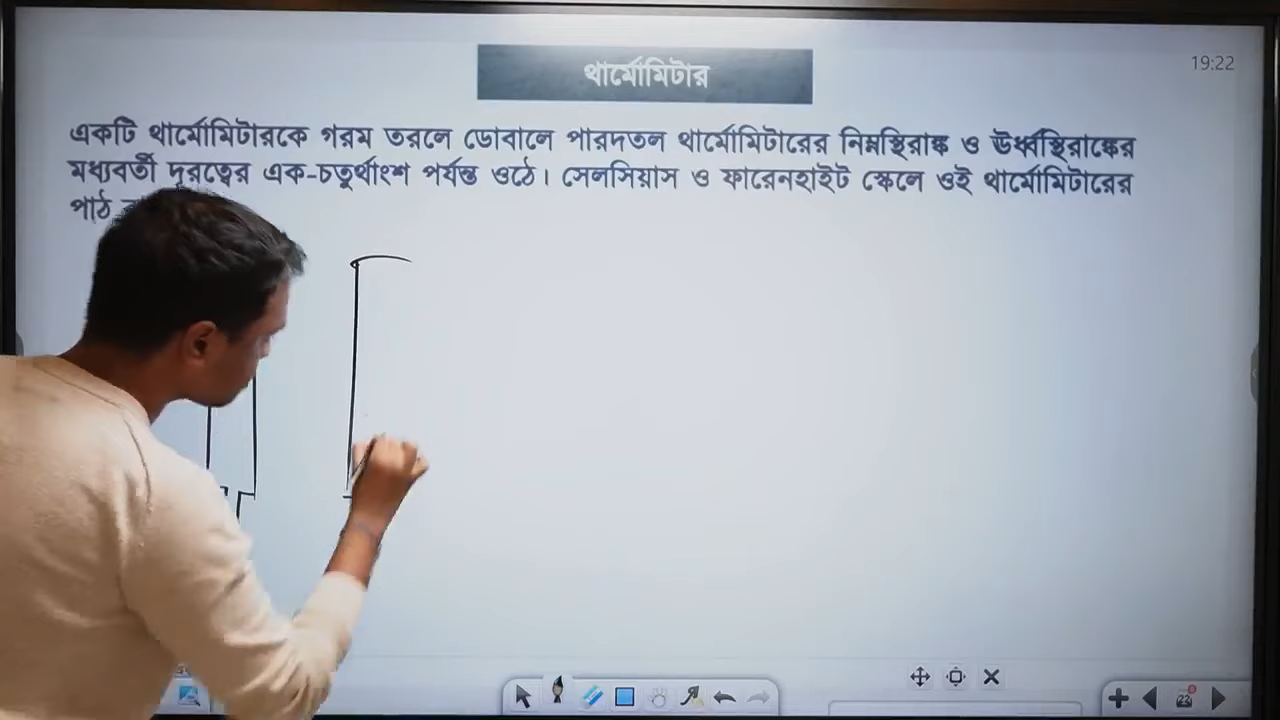 থার্মোমিটার
19:22
একটি থার্মোমিটারকে গরম তরলে ডোবালে পারদতল থার্মোমিটারের নিম্নস্থিরাঙ্ক ও ঊর্ধ্বস্থিরাঙ্কের
মধ্যবর্তী দূরত্বের এক-চতুর্থাংশ পর্যন্ত ওঠে। সেলসিয়াস ও ফারেনহাইট স্কেলে ওই থার্মোমিটারের
পাঠ